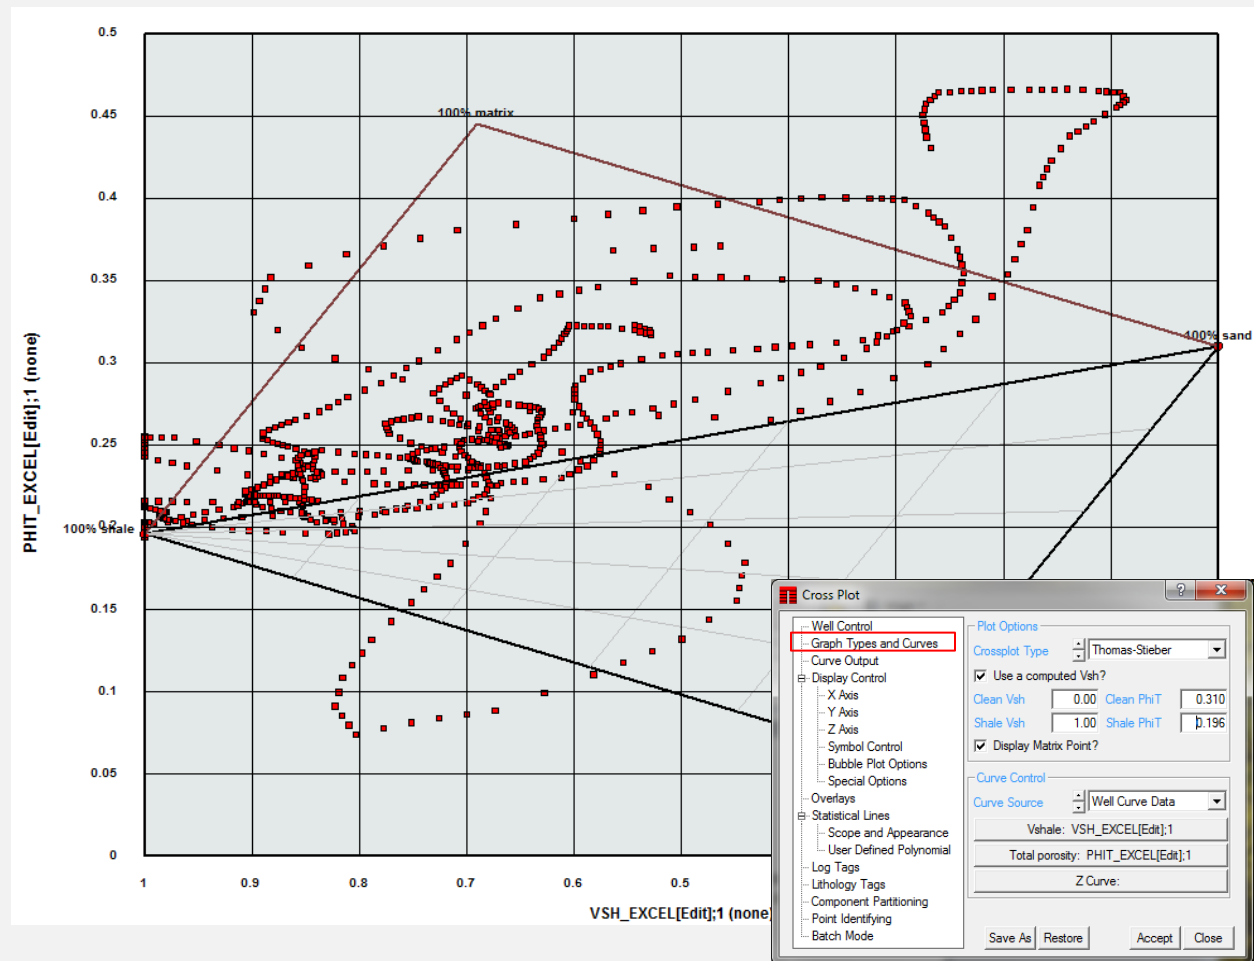 0.5
0.45
100% matrix
0.4
0.35
100% sand
0.3
0.25
0.2
100% shale
0.15
0.1
0.05
0
PHIT_EXCEL[Edit];1 (none)
1 0.9 0.8 0.7 0.6 0.5
VSH_EXCEL[Edit];1 (none)
Cross Plot
Well Control
Graph Types and Curves
Curve Output
Display Control
X Axis
Y Axis
Z Axis
Symbol Control
Bubble Plot Options
Special Options
Overlays
Statistical Lines
Scope and Appearance
User Defined Polynomial
Log Tags
Lithology Tags
Component Partitioning
Point Identifying
Batch Mode
Plot Options
Crossplot Type Thomas-Stieber
Use a computed Vsh?
Clean Vsh 0.00 Clean PhiT 0.310
Shale Vsh 1.00 Shale PhiT 0.196
Display Matrix Point?
Curve Control
Curve Source Well Curve Data
Vshale: VSH_EXCEL[Edit];1
Total porosity: PHIT_EXCEL[Edit];1
Z Curve:
Save As Restore Accept Close